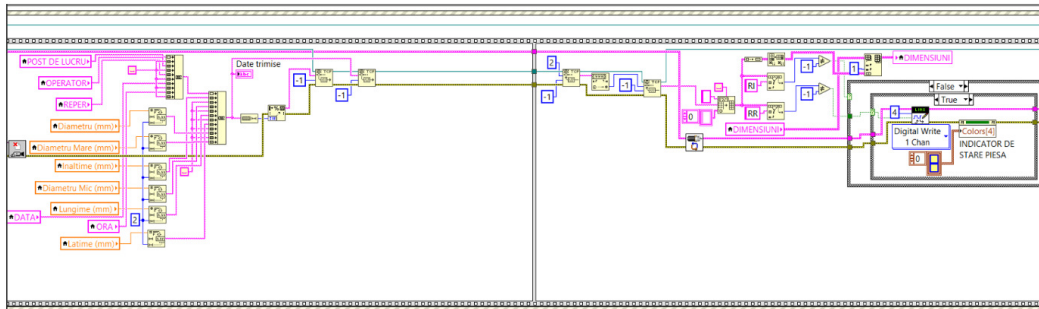 POST DE LUCRU
OPERATOR
REPER
Diametru (mm)
Diametru Mare (mm)
Inaltime (mm)
Diametru Mic (mm)
Lungime (mm)
DATA
ORA
2
Latime (mm)
Date trimise
abc
-1
-1
2
-1
-1
0
RJ
RR
-1
-1
DIMENSIUNI
1
DIMENSIUNI
False
True
4
Digital Write
1 Chan
Colors[4]
INDICATOR DE
STARE PIESA
0